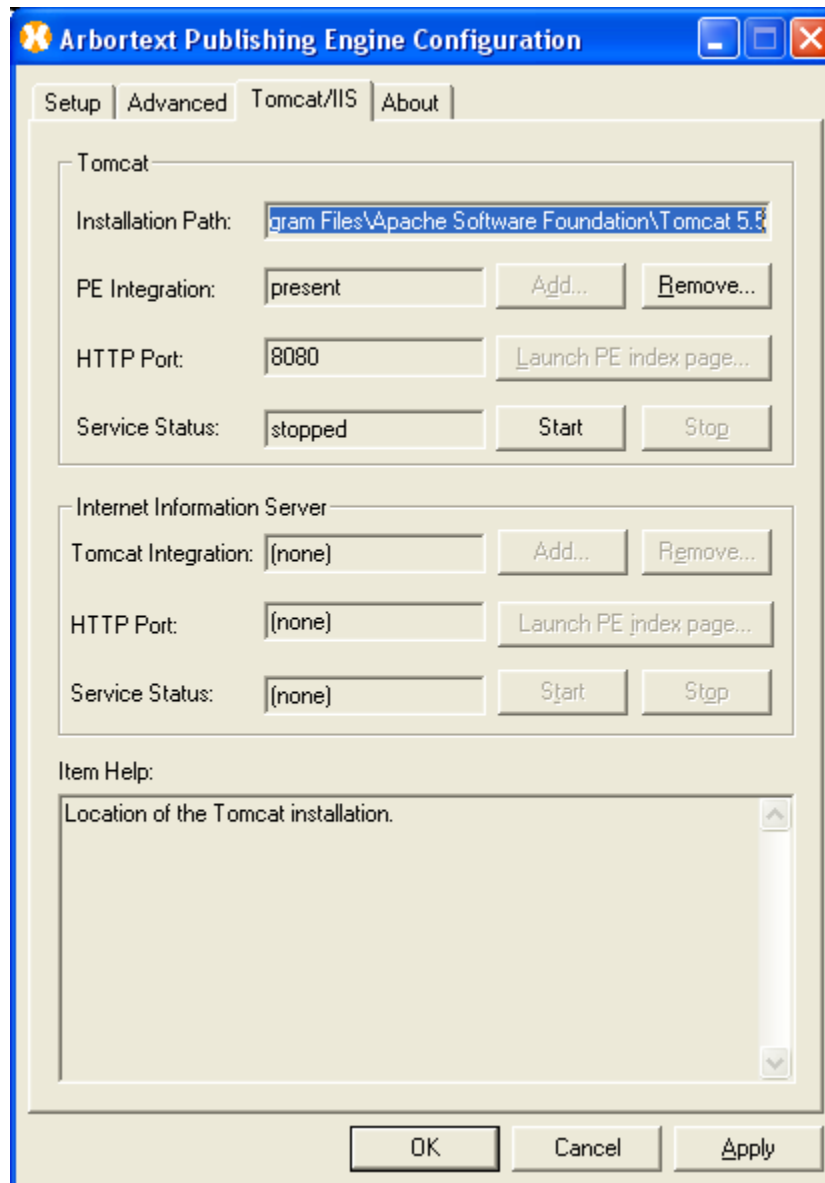 Arbortext Publishing Engine Configuration
Setup Advanced Tomcat/IIS About
Tomcat
Installation Path: gram Files\Apache Software Foundation\Tomcat 5.5
PE Integration: present Add... Remove...
HTTP Port: 8080 Launch PE index page...
Service Status: stopped Start Stop
Internet Information Server
Tomcat Integration: (none) Add... Remove...
HTTP Port: (none) Launch PE index page...
Service Status: (none) Start Stop
Item Help:
Location of the Tomcat installation.
OK Cancel Apply